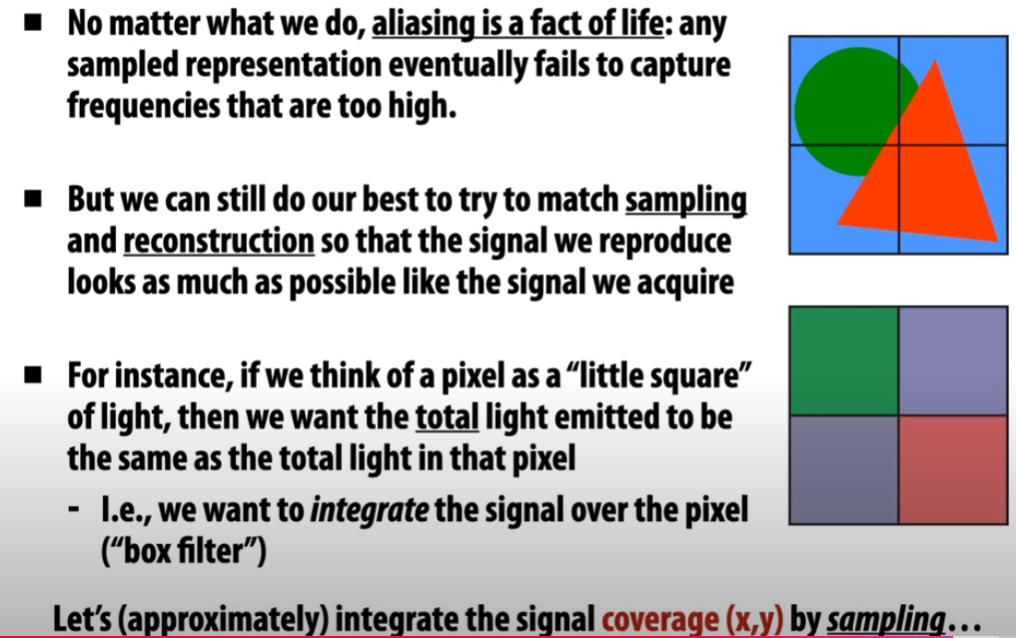 ■ No matter what we do, aliasing is a fact of life: any
sampled representation eventually fails to capture
frequencies that are too high.
■ But we can still do our best to try to match sampling
and reconstruction so that the signal we reproduce
looks as much as possible like the signal we acquire
■ For instance, if we think of a pixel as a “little square”
of light, then we want the total light emitted to be
the same as the total light in that pixel
- I.e., we want to integrate the signal over the pixel
(“box filter”)
Let’s (approximately) integrate the signal coverage (x,y) by sampling...